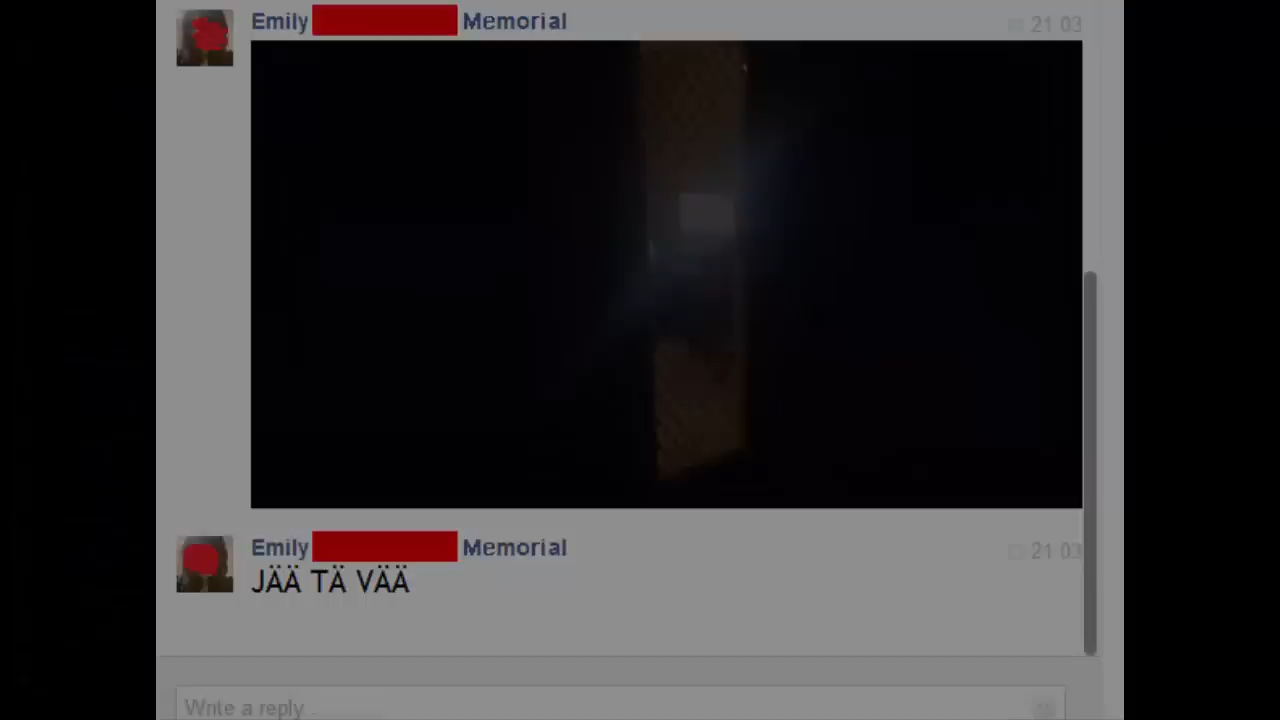 Emily Memorial
21 03
Emily Memorial
21 03
JÄÄ TÄ VÄÄ
Write a reply...